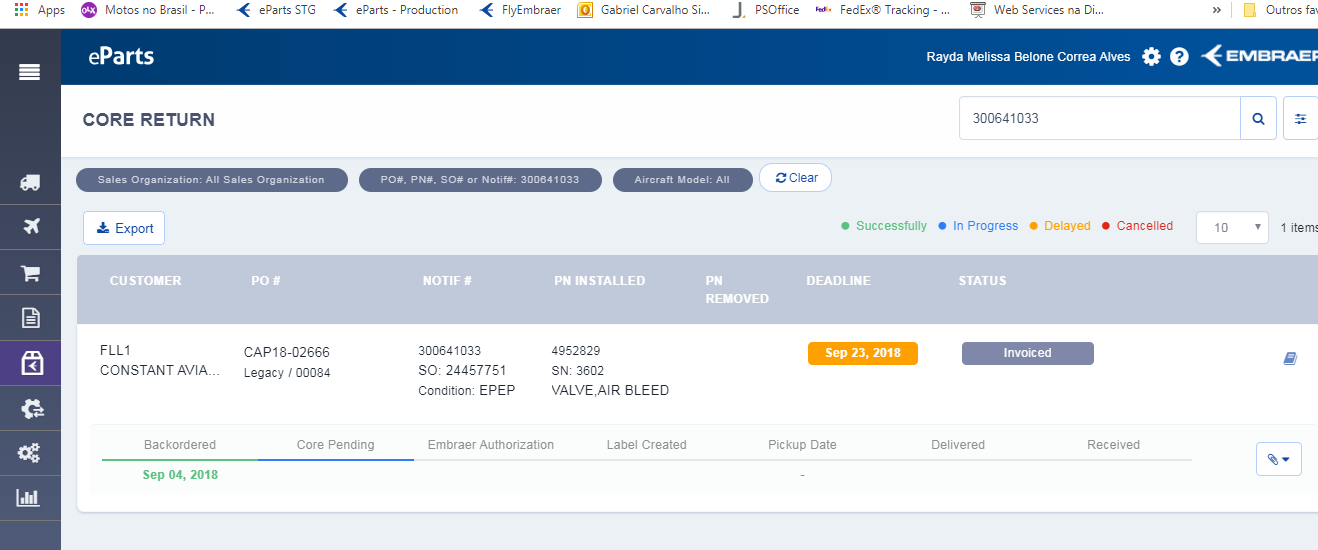 Apps Motos no Brasil - P... eParts STG eParts - Production FlyEmbraer Gabriel Carvalho Si... PSOffice FedEx® Tracking - ... Web Services na Di... » Outros fav
eParts Rayda Melissa Belone Correa Alves EMBRAER
CORE RETURN 300641033
Sales Organization: All Sales Organization PO#, PN#, SO# or Notif#: 300641033 Aircraft Model: All Clear
Export Successfully In Progress Delayed Cancelled 10 1 items
CUSTOMER PO # NOTIF # PN INSTALLED PN REMOVED DEADLINE STATUS
FLL1 CAP18-02666 300641033 4952829 Sep 23, 2018 Invoiced
CONSTANT AVIA... Legacy / 00084 SO: 24457751 SN: 3602
Condition: EPEP VALVE,AIR BLEED
Backordered Core Pending Embraer Authorization Label Created Pickup Date Delivered Received
Sep 04, 2018 -